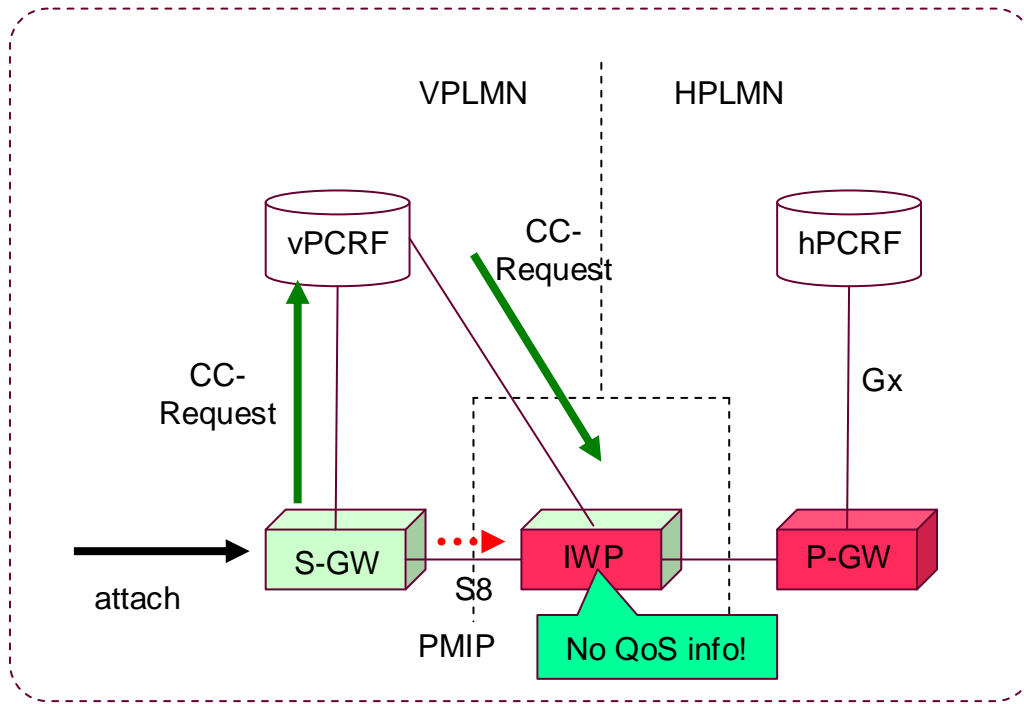 VPLMN
HPLMN
vPCRF
CC-
Request
hPCRF
CC-
Request
Gx
S-GW
IWP
P-GW
attach
S8
PMIP
No QoS info!